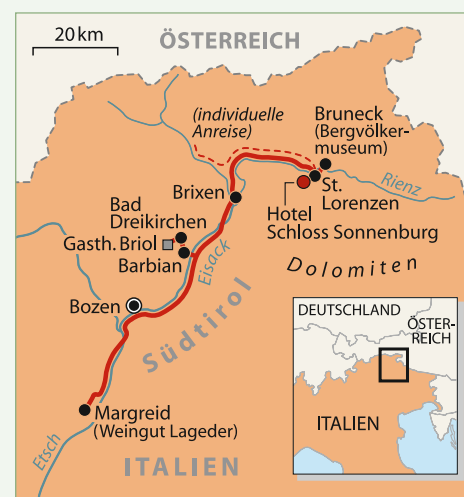 20 km
ÖSTERREICH
(individuelle
Anreise)
Bruneck
(Bergvölker-
museum)
Rienz
St.
Lorenzen
Brixen
Hotel
Schloss Sonnenburg
Bad
Dreikirchen
Gasth. Briol
Barbian
Eisack
Dolomiten
Bozen
Südtirol
Margreid
(Weingut Lageder)
Etsch
ITALIEN
DEUTSCHLAND
ÖSTER-
REICH
ITALIEN